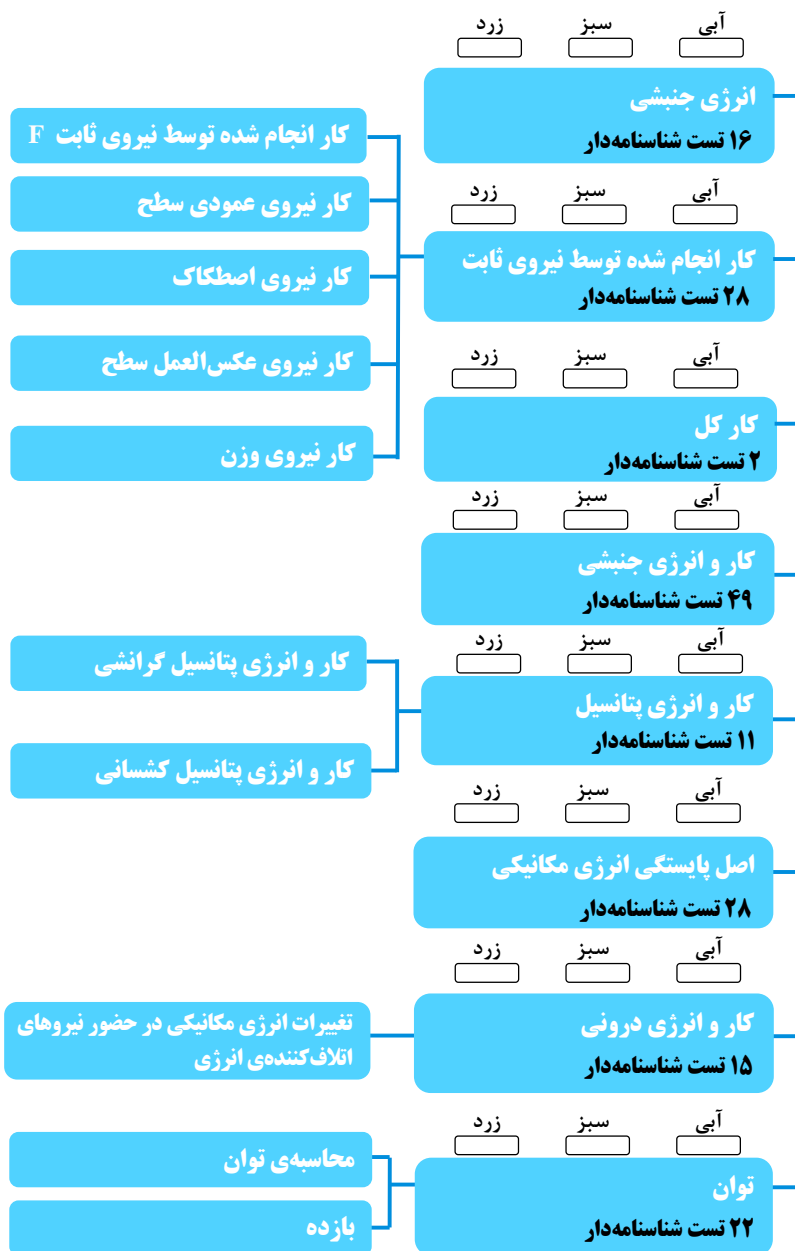 آبی سبز زرد
انرژی جنبشی
۱۶ تست شناسنامه‌دار
آبی سبز زرد
کار انجام شده توسط نیروی ثابت
۲۸ تست شناسنامه‌دار
کار انجام شده توسط نیروی ثابت F
کار نیروی عمودی سطح
کار نیروی اصطکاک
کار نیروی عکس‌العمل سطح
کار نیروی وزن
آبی سبز زرد
کار کل
۲ تست شناسنامه‌دار
آبی سبز زرد
کار و انرژی جنبشی
۴۹ تست شناسنامه‌دار
آبی سبز زرد
کار و انرژی پتانسیل
۱۱ تست شناسنامه‌دار
کار و انرژی پتانسیل گرانشی
کار و انرژی پتانسیل کشسانی
آبی سبز زرد
اصل پایستگی انرژی مکانیکی
۲۸ تست شناسنامه‌دار
آبی سبز زرد
کار و انرژی درونی
۱۵ تست شناسنامه‌دار
تغییرات انرژی مکانیکی در حضور نیروهای
اتلاف‌کننده‌ی انرژی
آبی سبز زرد
توان
۲۲ تست شناسنامه‌دار
محاسبه‌ی توان
بازده